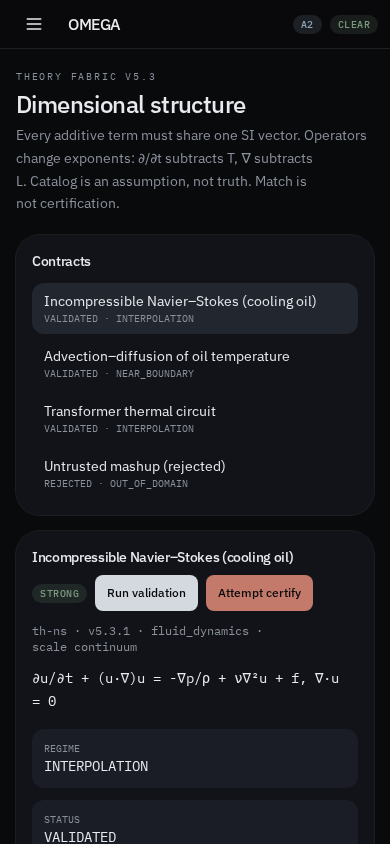 OMEGA
A2
CLEAR
THEORY FABRIC V5.3
Dimensional structure
Every additive term must share one SI vector. Operators
change exponents: ∂/∂t subtracts T, ∇ subtracts
L. Catalog is an assumption, not truth. Match is
not certification.
Contracts
Incompressible Navier–Stokes (cooling oil)
VALIDATED · INTERPOLATION
Advection–diffusion of oil temperature
VALIDATED · NEAR_BOUNDARY
Transformer thermal circuit
VALIDATED · INTERPOLATION
Untrusted mashup (rejected)
REJECTED · OUT_OF_DOMAIN
Incompressible Navier–Stokes (cooling oil)
STRONG
Run validation
Attempt certify
th-ns · v5.3.1 · fluid_dynamics ·
scale continuum
∂u/∂t + (u·∇)u = -∇p/ρ + ν∇²u + f, ∇·u
= 0
REGIME
INTERPOLATION
STATUS
VALIDATED